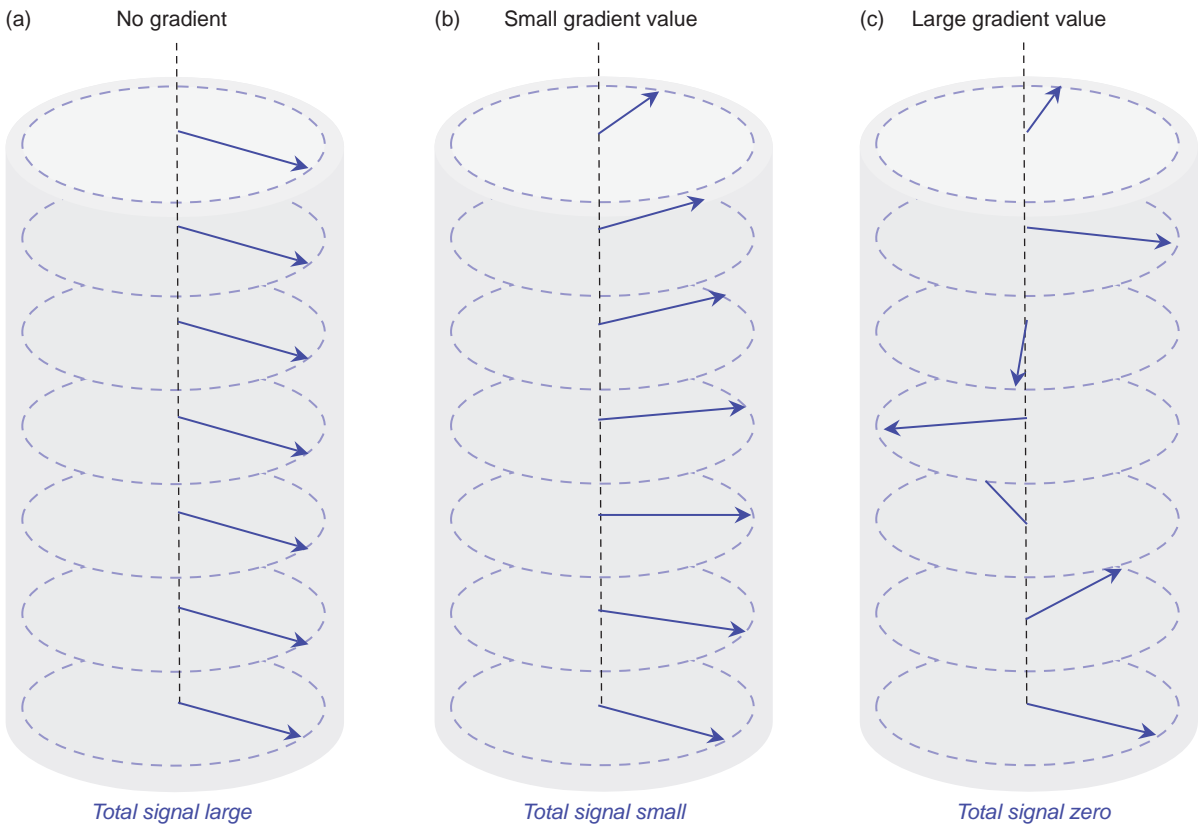 (a) No gradient
(b) Small gradient value
(c) Large gradient value
Total signal large
Total signal small
Total signal zero